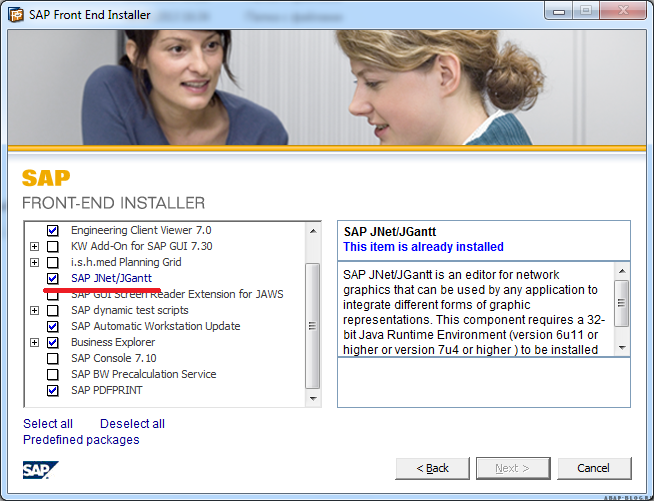 SAP Front End Installer
SAP
FRONT-END INSTALLER
Engineering Client Viewer 7.0
KW Add-On for SAP GUI 7.30
i.s.h.med Planning Grid
SAP JNet/JGantt
SAP GUI Screen Reader Extension for JAWS
SAP dynamic test scripts
SAP Automatic Workstation Update
Business Explorer
SAP Console 7.10
SAP BW Precalculation Service
SAP PDFPRINT
SAP JNet/JGantt
This item is already installed
SAP JNet/JGantt is an editor for network
graphics that can be used by any application to
integrate different forms of graphic
representations. This component requires a 32-
bit Java Runtime Environment (version 6u11 or
higher or version 7u4 or higher ) to be installed
Select all Deselect all
Predefined packages
SAP
< Back Next > Cancel